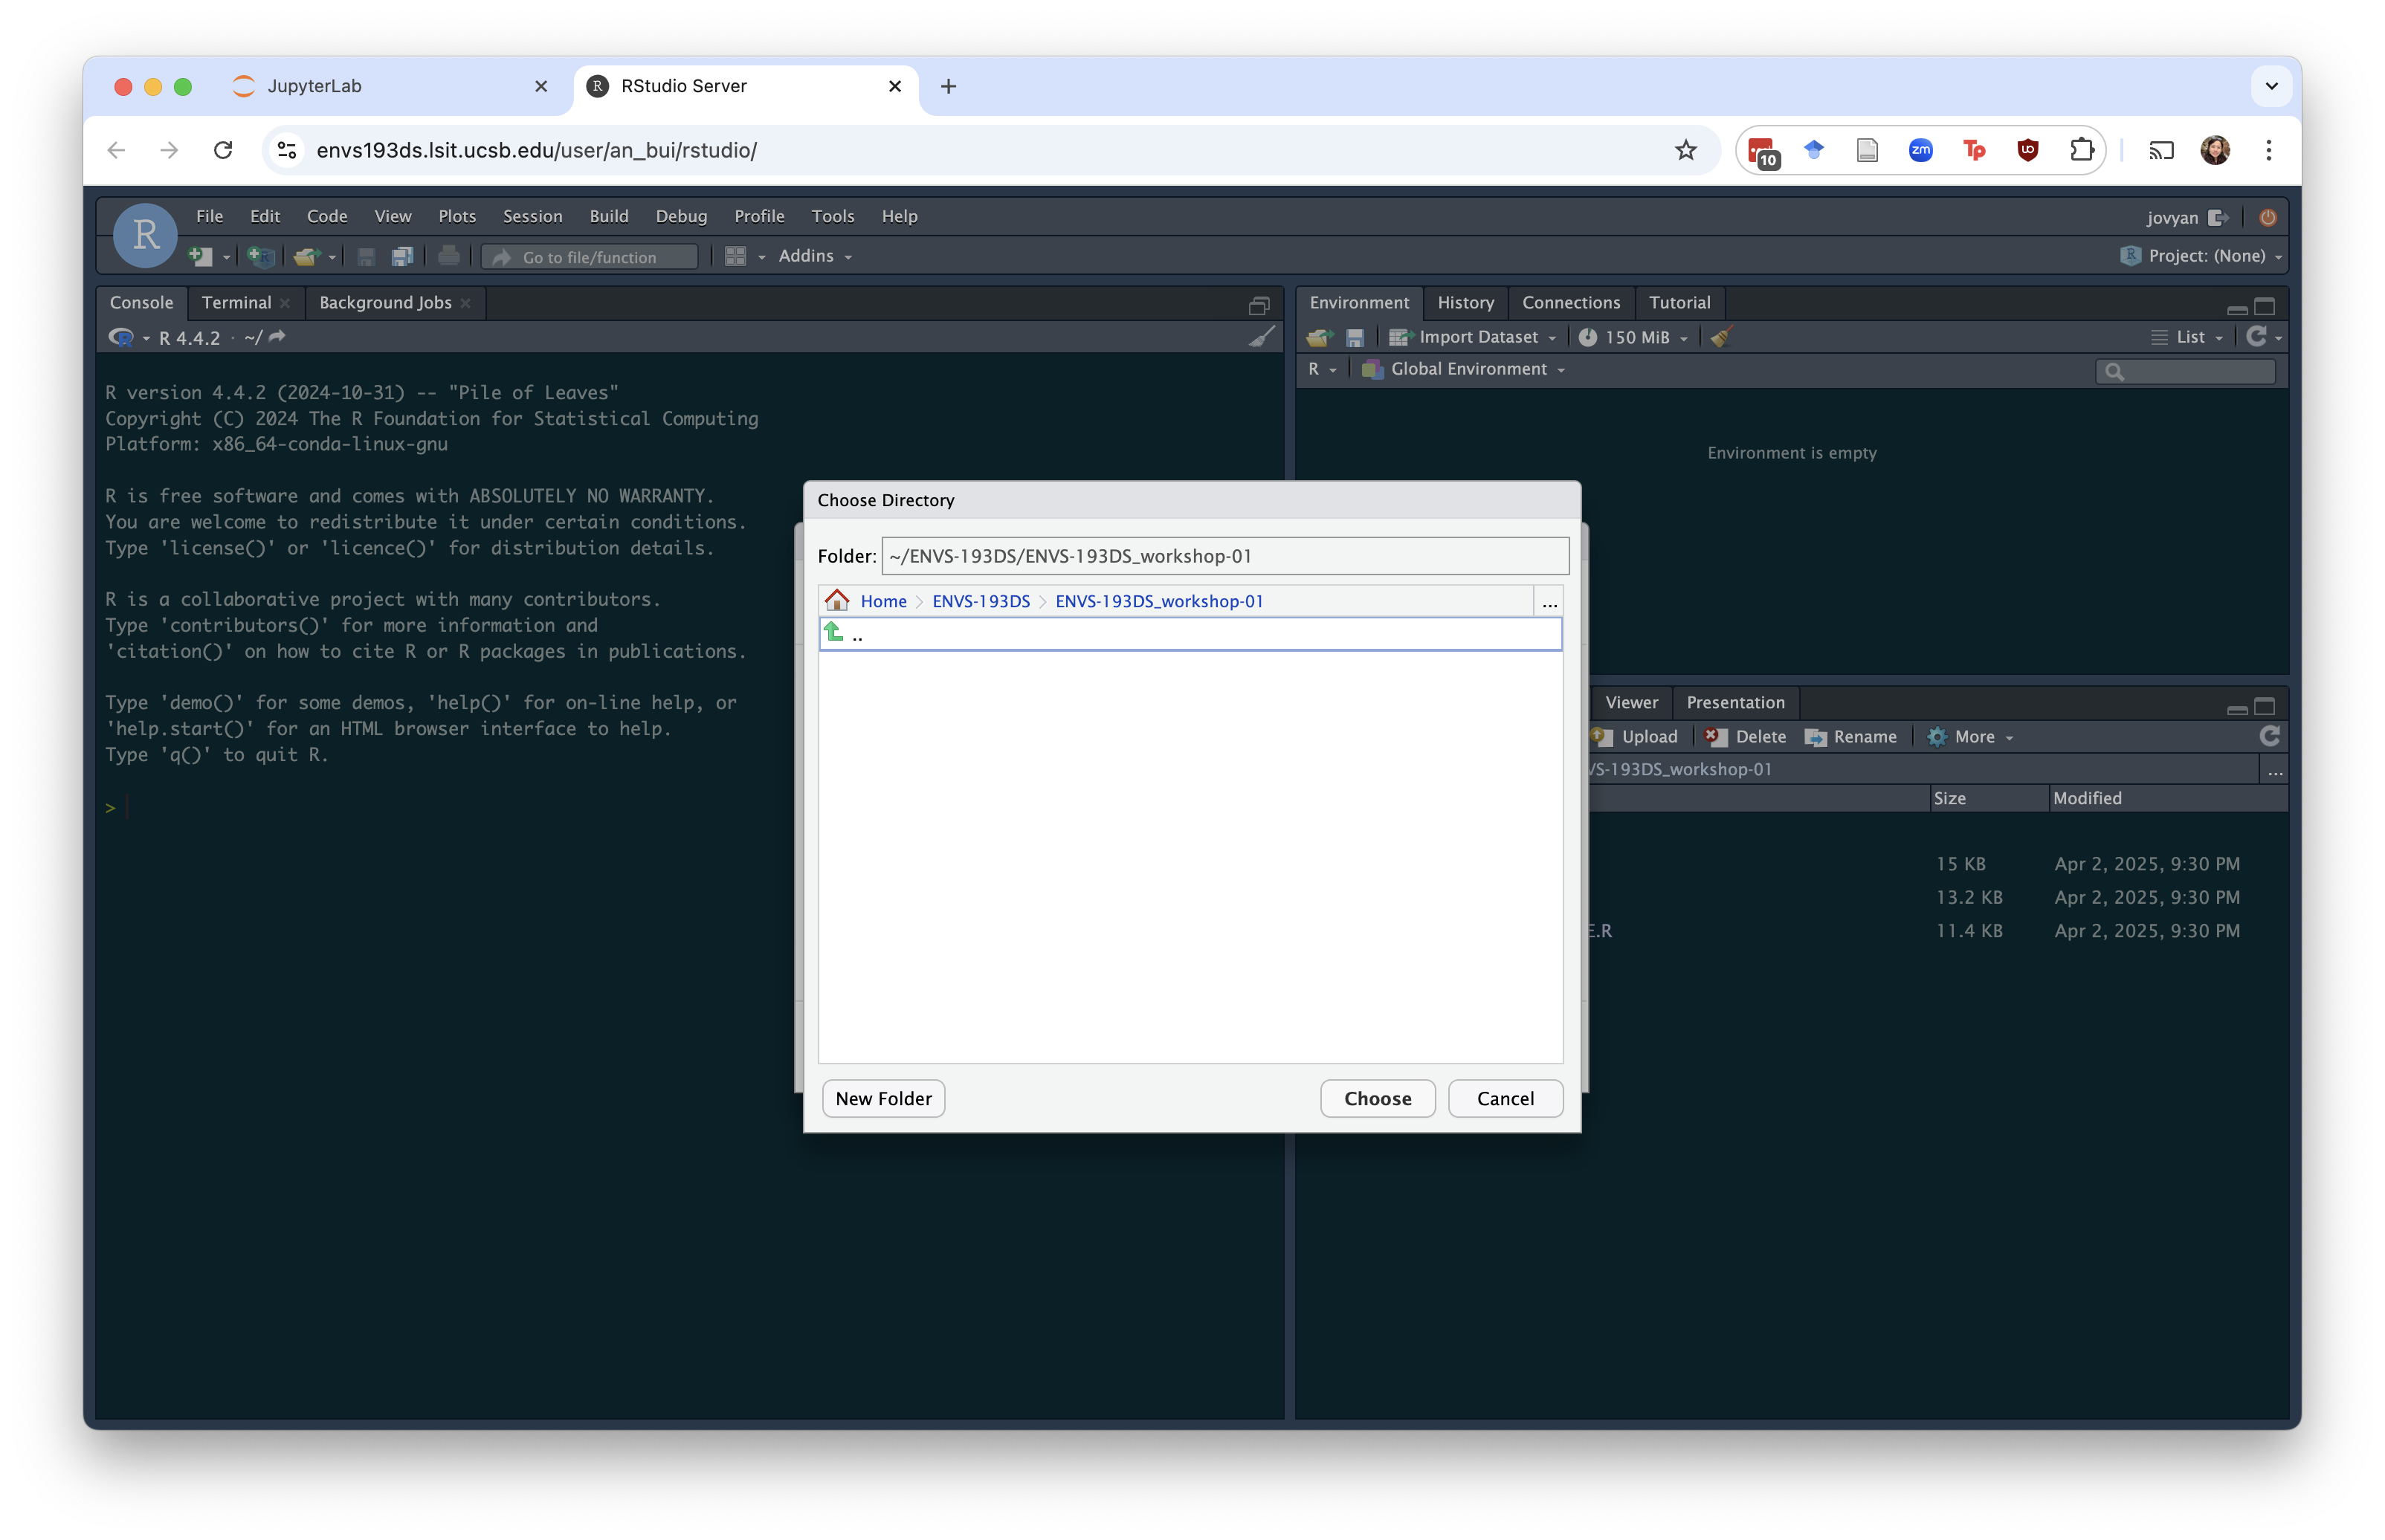 JupyterLab
RStudio Server
envs193ds.lsit.ucsb.edu/user/an_bui/rstudio/
10
zm
Tp
R
File Edit Code View Plots Session Build Debug Profile Tools Help
jovyan
Go to file/function
Addins
Project: (None)
Console Terminal Background Jobs
R 4.4.2 · ~/
R version 4.4.2 (2024-10-31) -- "Pile of Leaves"
Copyright (C) 2024 The R Foundation for Statistical Computing
Platform: x86_64-conda-linux-gnu
R is free software and comes with ABSOLUTELY NO WARRANTY.
You are welcome to redistribute it under certain conditions.
Type 'license()' or 'licence()' for distribution details.
R is a collaborative project with many contributors.
Type 'contributors()' for more information and
'citation()' on how to cite R or R packages in publications.
Type 'demo()' for some demos, 'help()' for on-line help, or
'help.start()' for an HTML browser interface to help.
Type 'q()' to quit R.
>
Environment History Connections Tutorial
Import Dataset 150 MiB List
R Global Environment
Environment is empty
Choose Directory
Folder: ~/ENVS-193DS/ENVS-193DS_workshop-01
Home ENVS-193DS ENVS-193DS_workshop-01 ...
..
New Folder Choose Cancel
Viewer Presentation
Upload Delete Rename More
VS-193DS_workshop-01 ...
Size Modified
15 KB Apr 2, 2025, 9:30 PM
13.2 KB Apr 2, 2025, 9:30 PM
E.R 11.4 KB Apr 2, 2025, 9:30 PM